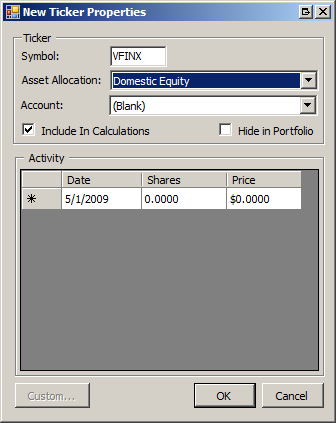 New Ticker Properties
Ticker
Symbol: VFINX
Asset Allocation: Domestic Equity
Account: (Blank)
Include In Calculations Hide in Portfolio
Activity
Date Shares Price
5/1/2009 0.0000 $0.0000
Custom... OK Cancel